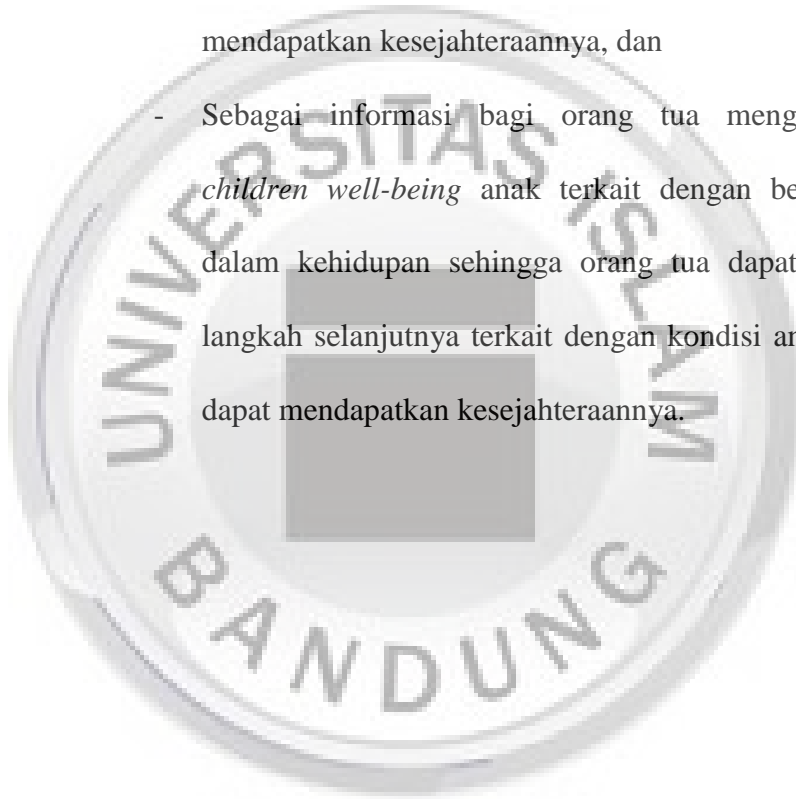 mendapatkan kesejahteraannya, dan
- Sebagai informasi bagi orang tua meng
children well-being anak terkait dengan be
dalam kehidupan sehingga orang tua dapat
langkah selanjutnya terkait dengan kondisi an
dapat mendapatkan kesejahteraannya.
UNIVERSITAS ISLAM
BANDUNG